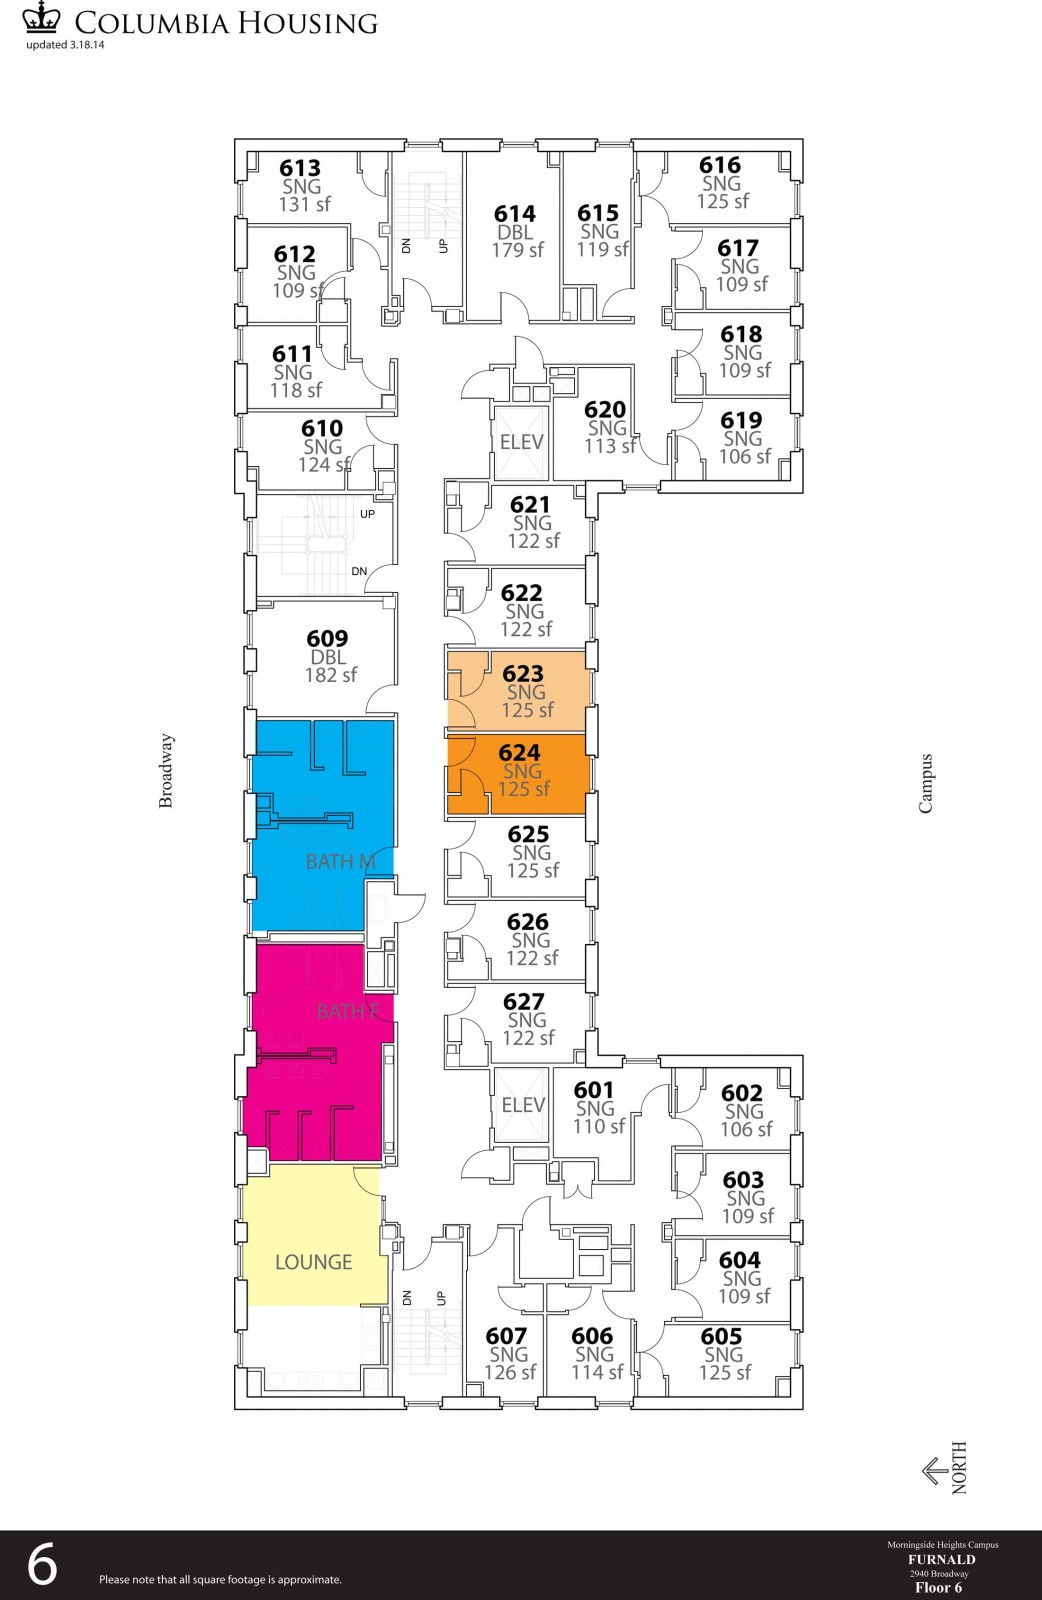 COLUMBIA HOUSING
updated 3.18.14
613
SNG
131 sf
614
DBL
179 sf
615
SNG
119 sf
616
SNG
125 sf
612
SNG
109 sf
DN
UP
617
SNG
109 sf
611
SNG
118 sf
618
SNG
109 sf
610
SNG
124 sf
ELEV
620
SNG
113 sf
619
SNG
106 sf
UP
DN
621
SNG
122 sf
622
SNG
122 sf
609
DBL
182 sf
623
SNG
125 sf
624
SNG
125 sf
Broadway
Campus
BATH M
625
SNG
125 sf
626
SNG
122 sf
BATH F
627
SNG
122 sf
ELEV
601
SNG
110 sf
602
SNG
106 sf
603
SNG
109 sf
LOUNGE
604
SNG
109 sf
DN
UP
607
SNG
126 sf
606
SNG
114 sf
605
SNG
125 sf
NORTH
6
Please note that all square footage is approximate.
Morningside Heights Campus
FURNALD
2940 Broadway
Floor 6